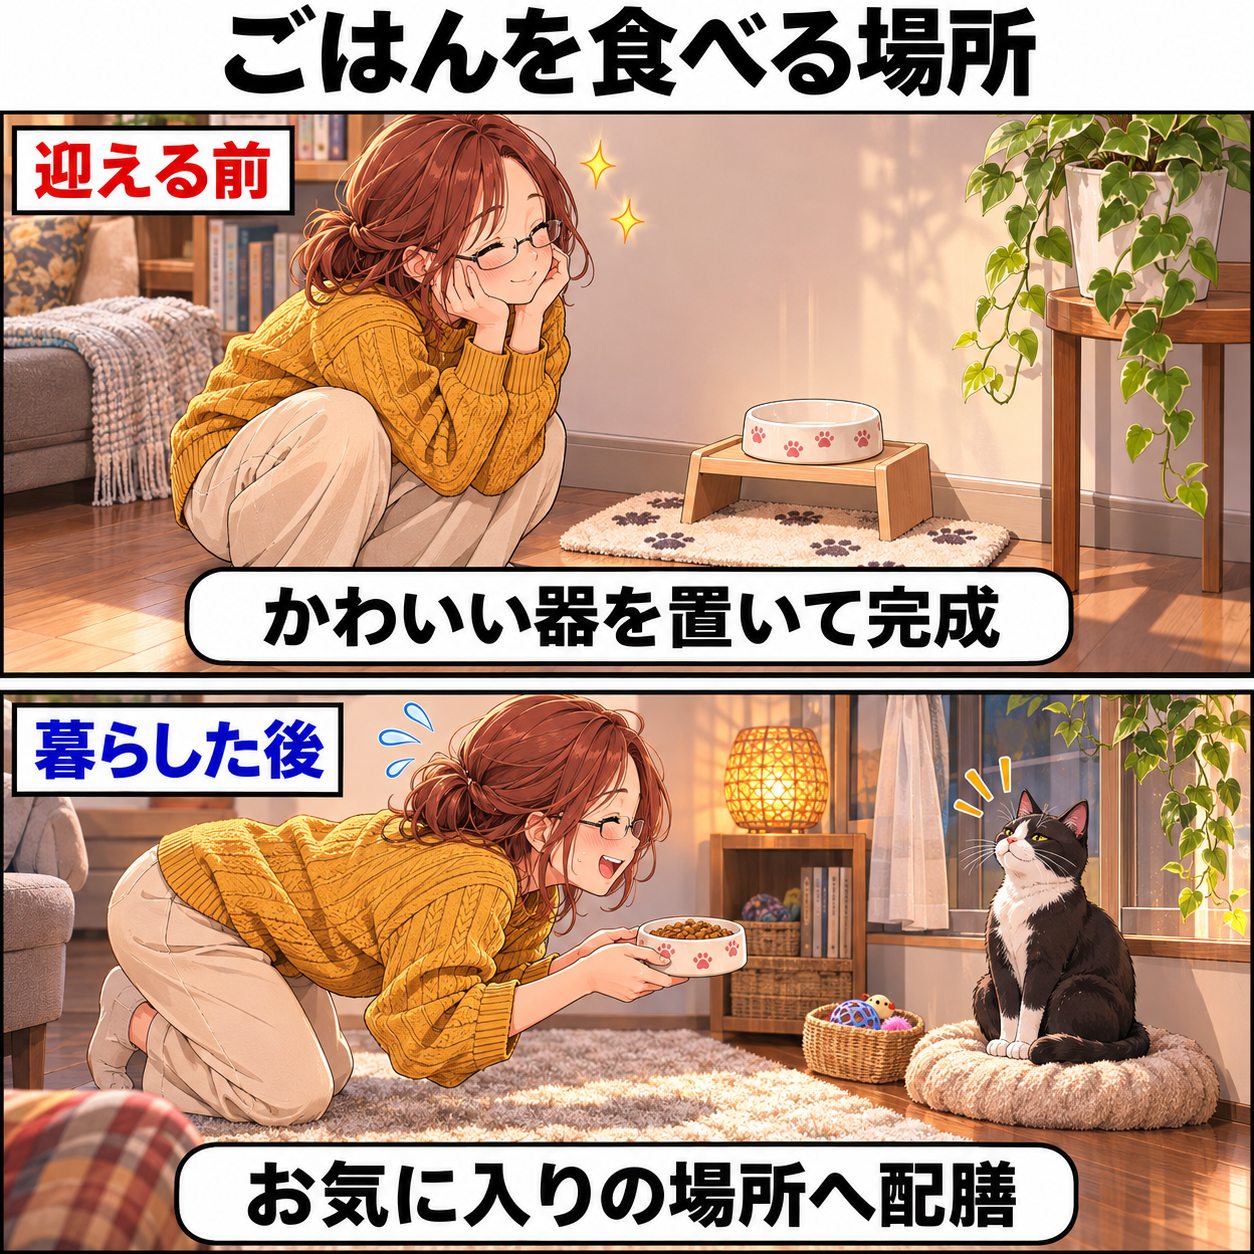 ごはんを食べる場所
迎える前
かわいい器を置いて完成
暮らした後
お気に入りの場所へ配膳